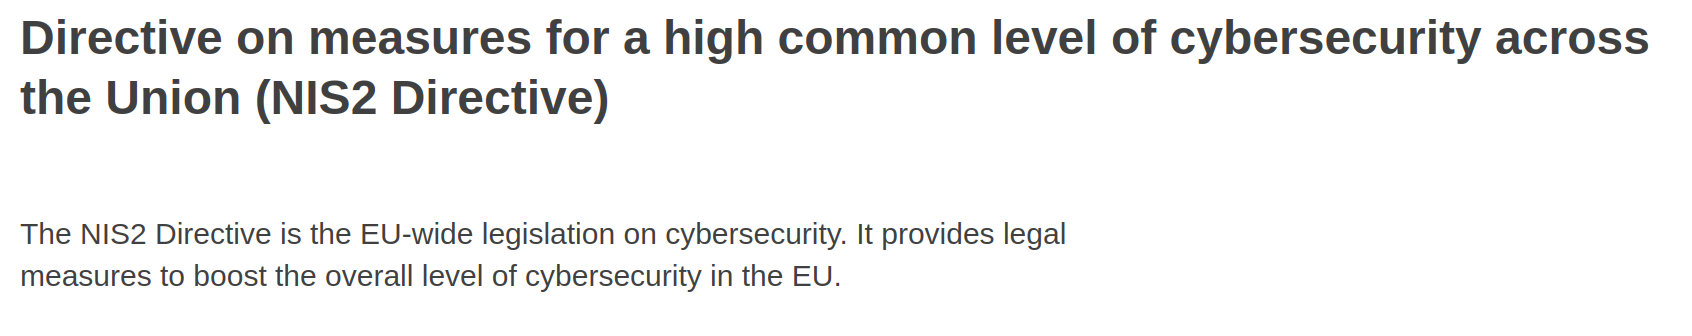 Directive on measures for a high common level of cybersecurity across
the Union (NIS2 Directive)
The NIS2 Directive is the EU-wide legislation on cybersecurity. It provides legal
measures to boost the overall level of cybersecurity in the EU.